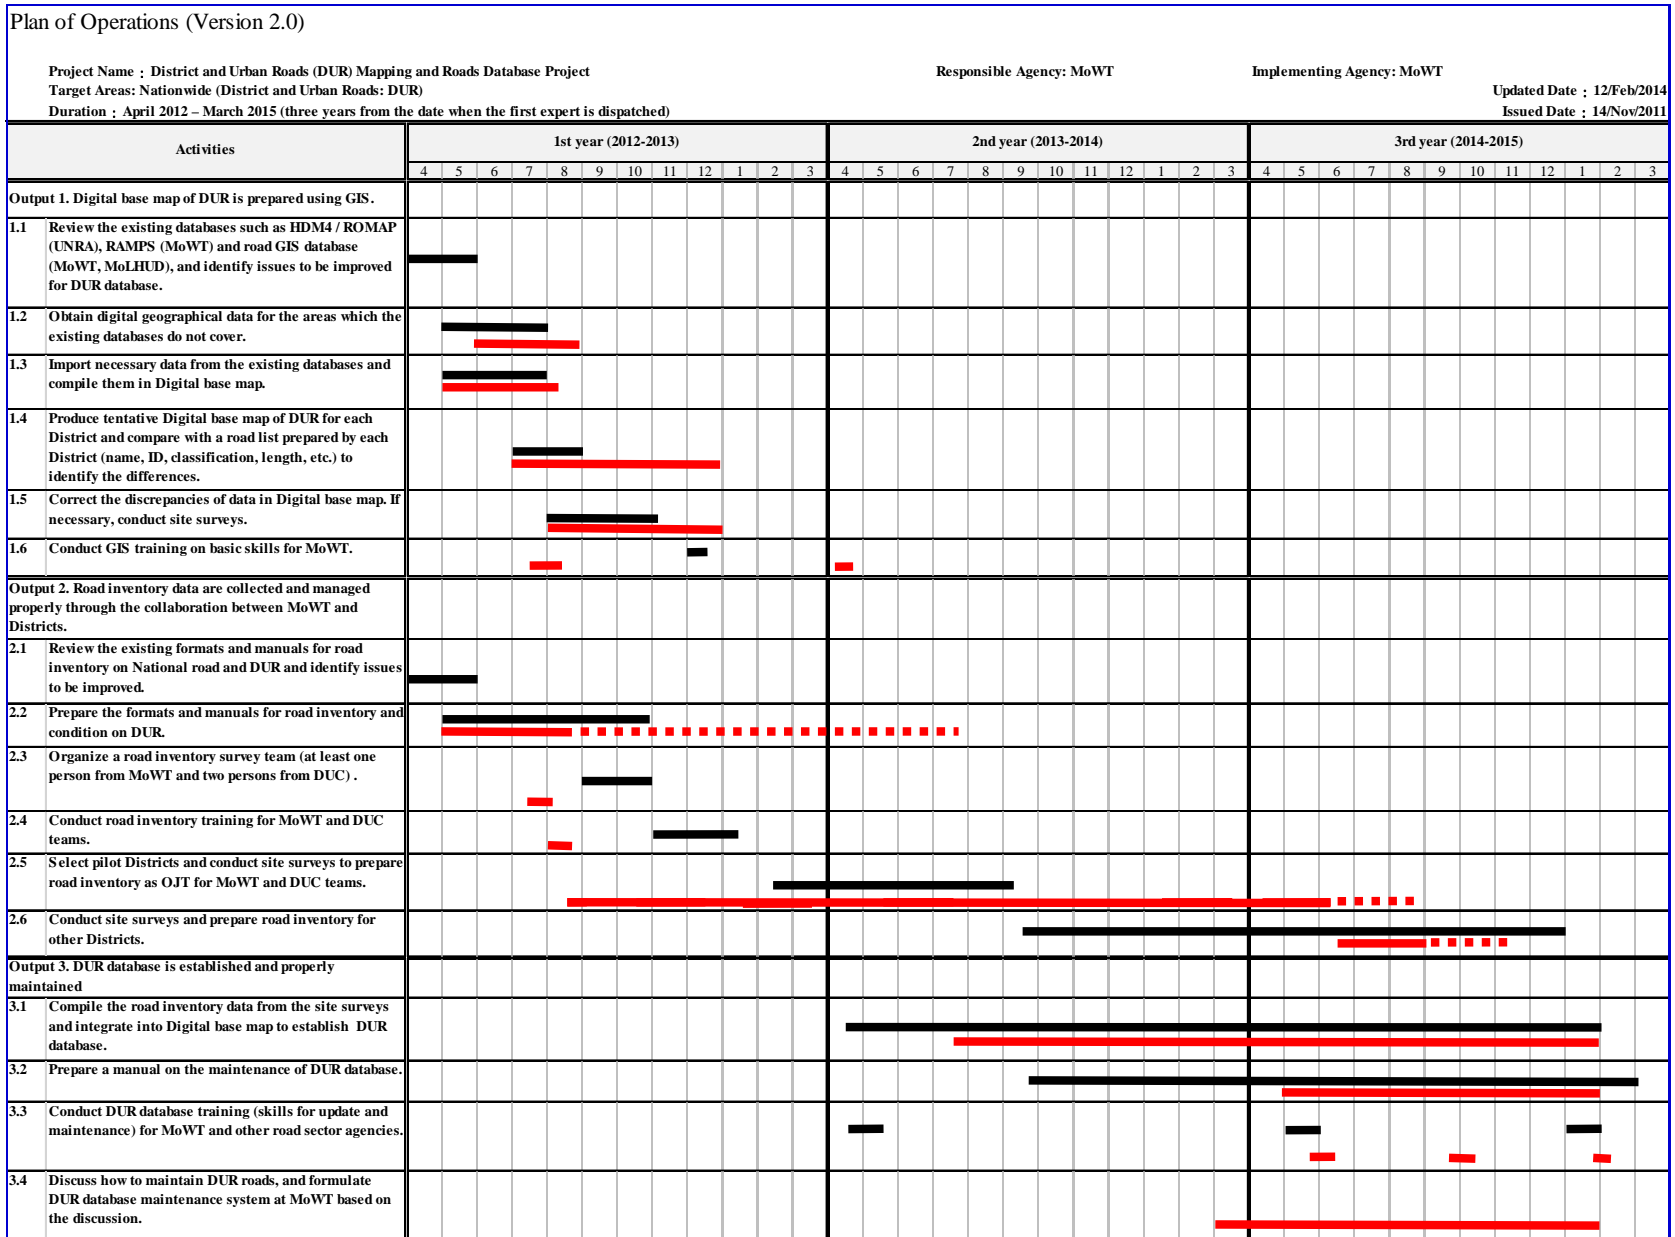 Plan of Operations (Version 2.0)
Project Name : District and Urban Roads (DUR) Mapping and Roads Database Project
Responsible Agency: MoWT
Implementing Agency: MoWT
Target Areas: Nationwide (District and Urban Roads: DUR)
Updated Date : 12/Feb/2014
Duration : April 2012 – March 2015 (three years from the date when the first expert is dispatched)
Issued Date : 14/Nov/2011
Activities
1st year (2012-2013)
2nd year (2013-2014)
3rd year (2014-2015)
4 5 6 7 8 9 10 11 12 1 2 3 4 5 6 7 8 9 10 11 12 1 2 3 4 5 6 7 8 9 10 11 12 1 2 3
Output 1. Digital base map of DUR is prepared using GIS.
1.1 Review the existing databases such as HDM4 / ROMAP
(UNRA), RAMPS (MoWT) and road GIS database
(MoWT, MoLHUD), and identify issues to be improved
for DUR database.
1.2 Obtain digital geographical data for the areas which the
existing databases do not cover.
1.3 Import necessary data from the existing databases and
compile them in Digital base map.
1.4 Produce tentative Digital base map of DUR for each
District and compare with a road list prepared by each
District (name, ID, classification, length, etc.) to
identify the differences.
1.5 Correct the discrepancies of data in Digital base map. If
necessary, conduct site surveys.
1.6 Conduct GIS training on basic skills for MoWT.
Output 2. Road inventory data are collected and managed
properly through the collaboration between MoWT and
Districts.
2.1 Review the existing formats and manuals for road
inventory on National road and DUR and identify issues
to be improved.
2.2 Prepare the formats and manuals for road inventory and
condition on DUR.
2.3 Organize a road inventory survey team (at least one
person from MoWT and two persons from DUC) .
2.4 Conduct road inventory training for MoWT and DUC
teams.
2.5 Select pilot Districts and conduct site surveys to prepare
road inventory as OJT for MoWT and DUC teams.
2.6 Conduct site surveys and prepare road inventory for
other Districts.
Output 3. DUR database is established and properly
maintained
3.1 Compile the road inventory data from the site surveys
and integrate into Digital base map to establish DUR
database.
3.2 Prepare a manual on the maintenance of DUR database.
3.3 Conduct DUR database training (skills for update and
maintenance) for MoWT and other road sector agencies.
3.4 Discuss how to maintain DUR roads, and formulate
DUR database maintenance system at MoWT based on
the discussion.